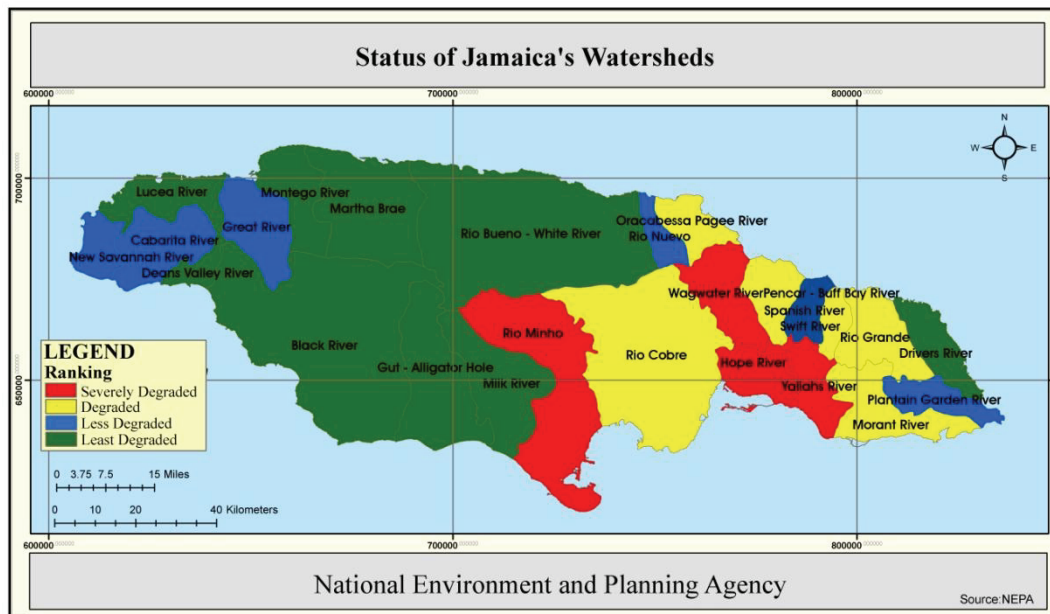 Status of Jamaica's Watersheds
600000
700000
800000
N
W E
S
700000
700000
Lucea River
Montego River
Martha Brae
Great River
Cabarita River
New Savannah River
Deans Valley River
Rio Bueno - White River
Oracabessa Pagee River
Rio Nuevo
Wagwater River
Pencar - Buff Bay River
Spanish River
Swift River
Rio Grande
Drivers River
Black River
Rio Minho
Rio Cobre
Hope River
Gut - Alligator Hole
Milk River
Yallahs River
Plantain Garden River
Morant River
650000
650000
LEGEND
Ranking
Severely Degraded
Degraded
Less Degraded
Least Degraded
0 3.75 7.5 15 Miles
0 10 20 40 Kilometers
600000
700000
800000
National Environment and Planning Agency
Source:NEPA